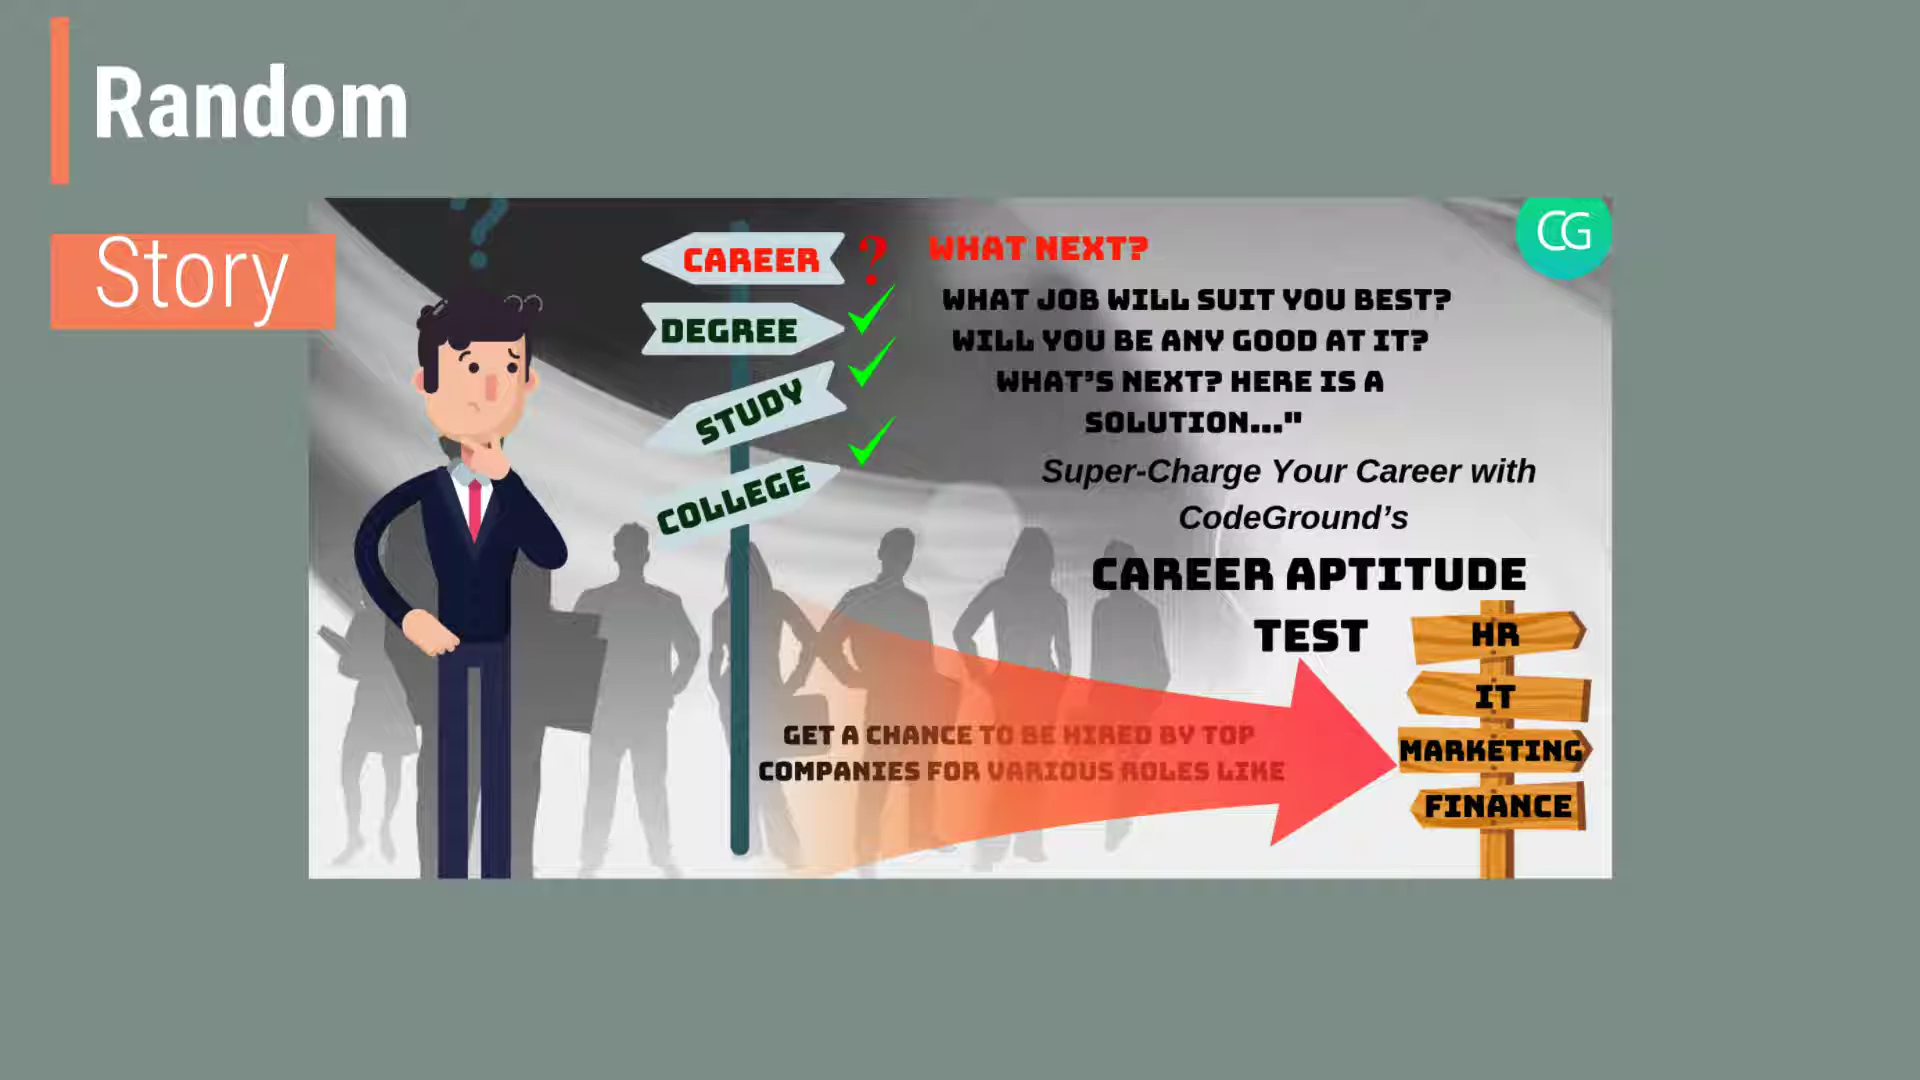 Random
Story
CAREER ?
DEGREE
STUDY
COLLEGE
WHAT NEXT?
WHAT JOB WILL SUIT YOU BEST?
WILL YOU BE ANY GOOD AT IT?
WHAT'S NEXT? HERE IS A
SOLUTION..."
Super-Charge Your Career with
CodeGround's
CAREER APTITUDE
TEST
GET A CHANCE TO BE HIRED BY TOP
COMPANIES FOR VARIOUS ROLES LIKE
HR
IT
MARKETING
FINANCE
CG
?